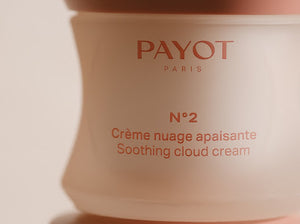 PAYOT
PARIS
N°2
Crème nuage apaisante
Soothing cloud cream